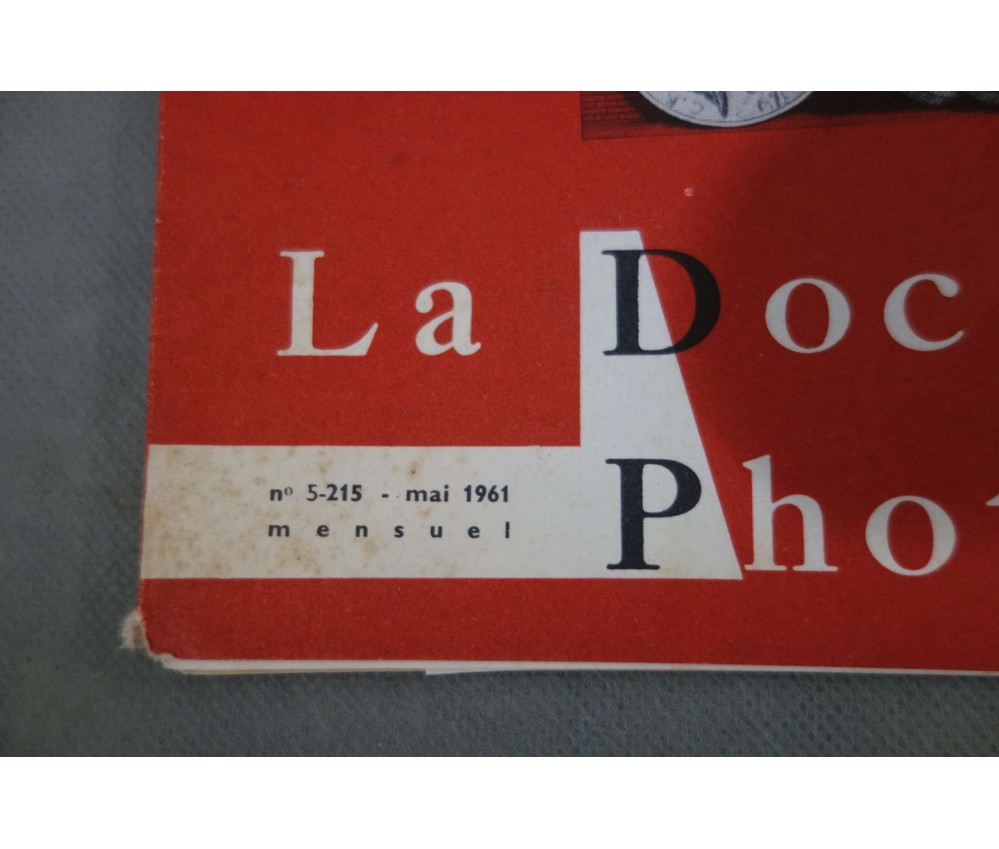 La Doc
nº 5-215 - mai 1961
mensuel
Pho